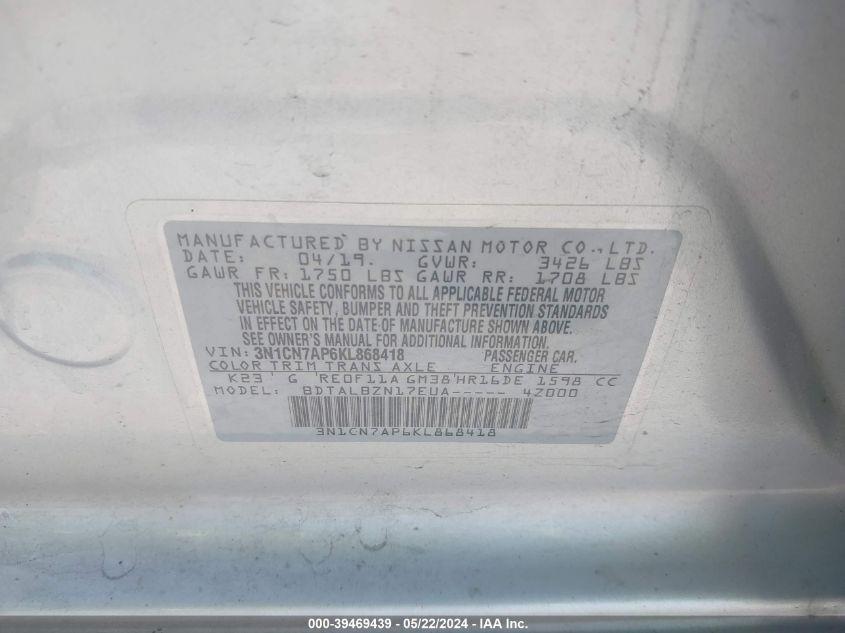 MANUFACTURED BY NISSAN MOTOR CO.,LTD.
DATE: 04/19. GVWR: 3426 LBS
GAWR FR: 1750 LBS GAWR RR: 1708 LBS
THIS VEHICLE CONFORMS TO ALL APPLICABLE FEDERAL MOTOR
VEHICLE SAFETY, BUMPER AND THEFT PREVENTION STANDARDS
IN EFFECT ON THE DATE OF MANUFACTURE SHOWN ABOVE.
SEE OWNER'S MANUAL FOR ADDITIONAL INFORMATION.
VIN: 3N1CN7AP6KL868418 PASSENGER CAR.
COLOR TRIM TRANS AXLE ENGINE
K23 G RE0F11A GM38 HR16DE 1598 CC
MODEL: BDTALBZN17EUA----- 4Z000
3N1CN7AP6KL868418
000-39469439 - 05/22/2024 - IAA Inc.